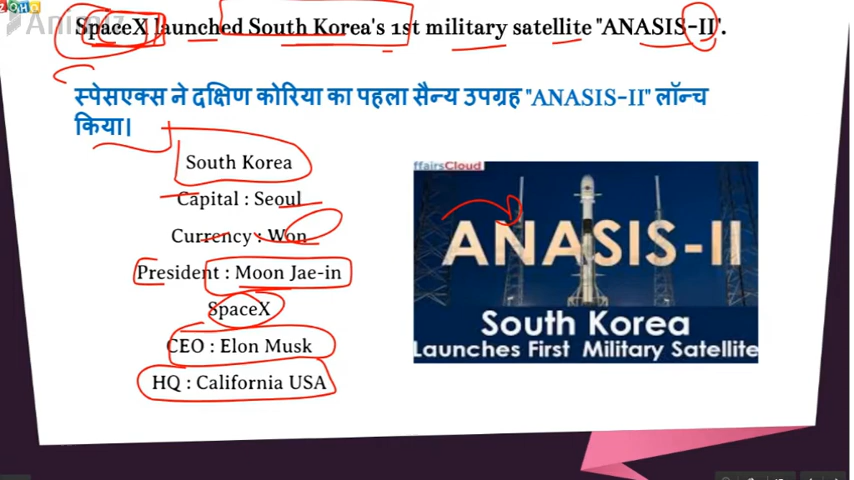 SpaceX launched South Korea's 1st military satellite "ANASIS-II".
स्पेसएक्स ने दक्षिण कोरिया का पहला सैन्य उपग्रह "ANASIS-II" लॉन्च
किया।
South Korea
Capital : Seoul
Currency : Won
President : Moon Jae-in
SpaceX
CEO : Elon Musk
HQ : California USA
ffairsCloud
ANASIS-II
South Korea
Launches First Military Satellite